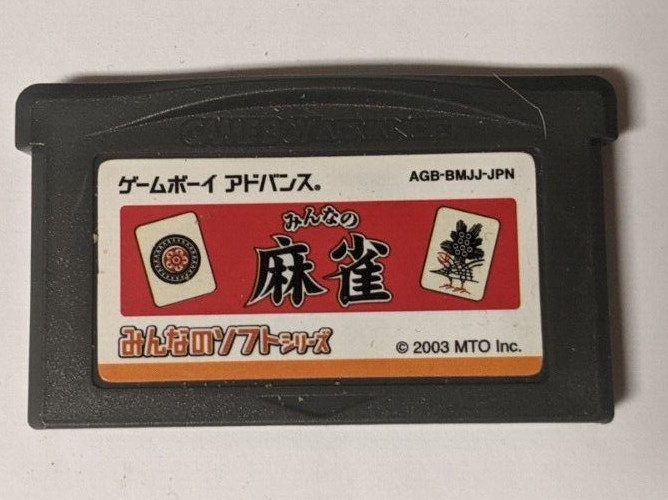 GAME BOY ADVANCE
ゲームボーイ アドバンス®
AGB-BMJJ-JPN
みんなの
麻雀
みんなのソフトシリーズ
© 2003 MTO Inc.